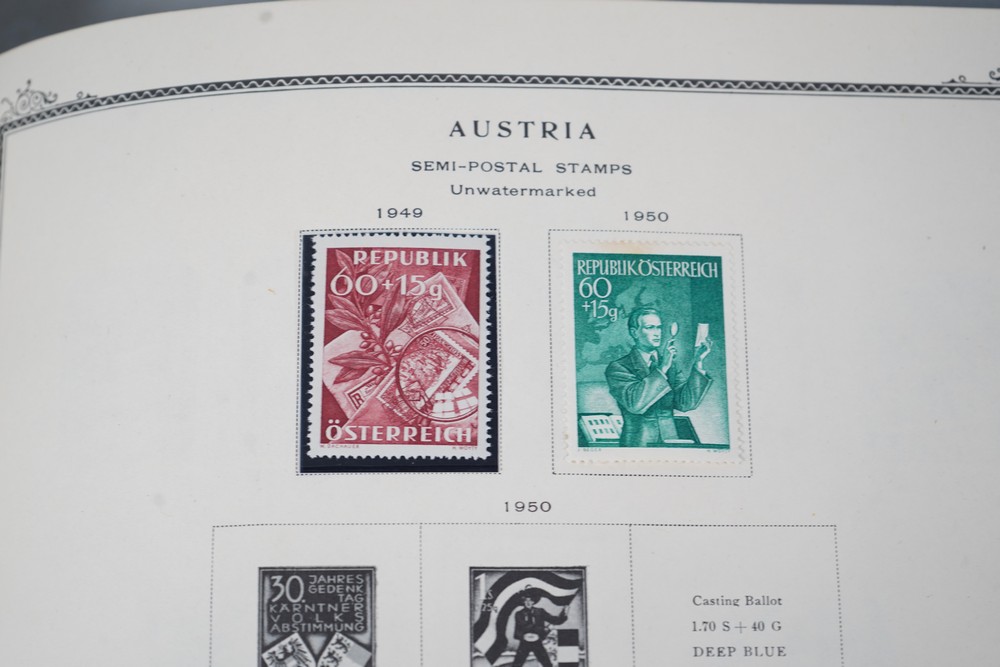 AUSTRIA
SEMI-POSTAL STAMPS
Unwatermarked
1949
1950
REPUBLIK
60+15g
ÖSTERREICH
REPUBLIK ÖSTERREICH
60
+15g
1950
30. JAHRES
GEDENK
TAG
KÄRNTNER
VOLKS
ABSTIMMUNG
1
Casting Ballot
1.70 S + 40 G
DEEP BLUE